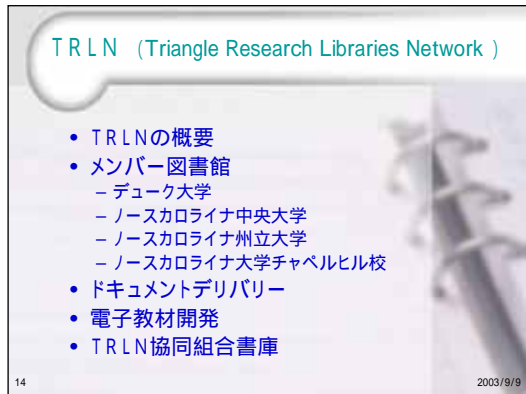 TRLN (Triangle Research Libraries Network )
• TRLNの概要
• メンバー図書館
– デューク大学
– ノースカロライナ中央大学
– ノースカロライナ州立大学
– ノースカロライナ大学チャペルヒル校
• ドキュメントデリバリー
• 電子教材開発
• TRLN協同組合書庫
14
2003/9/9